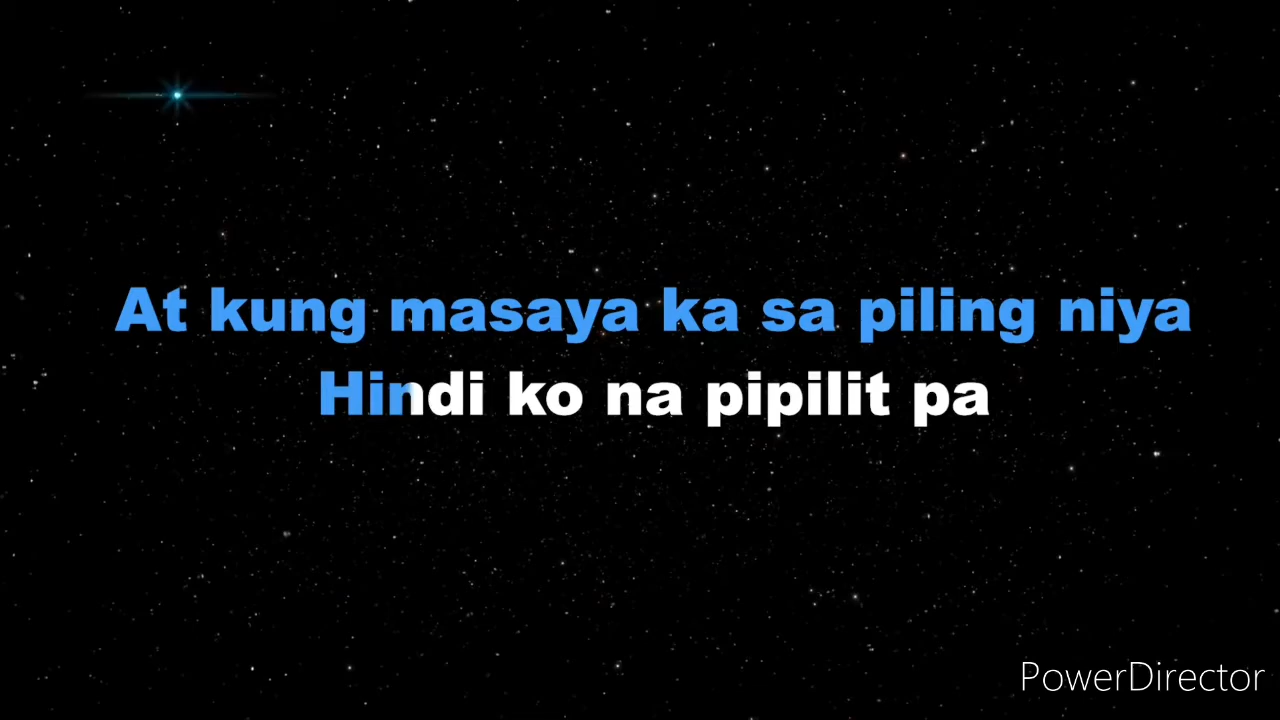 At kung masaya ka sa piling niya
Hindi ko na pipilit pa
PowerDirector